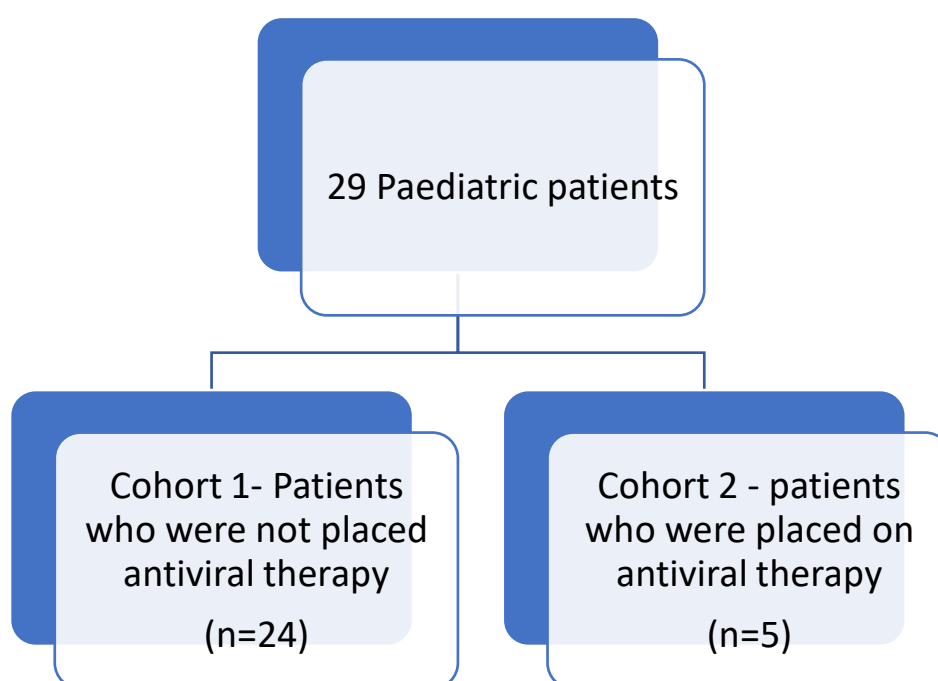 29 Paediatric patients
Cohort 1- Patients
who were not placed
antiviral therapy
(n=24)
Cohort 2 - patients
who were placed on
antiviral therapy
(n=5)